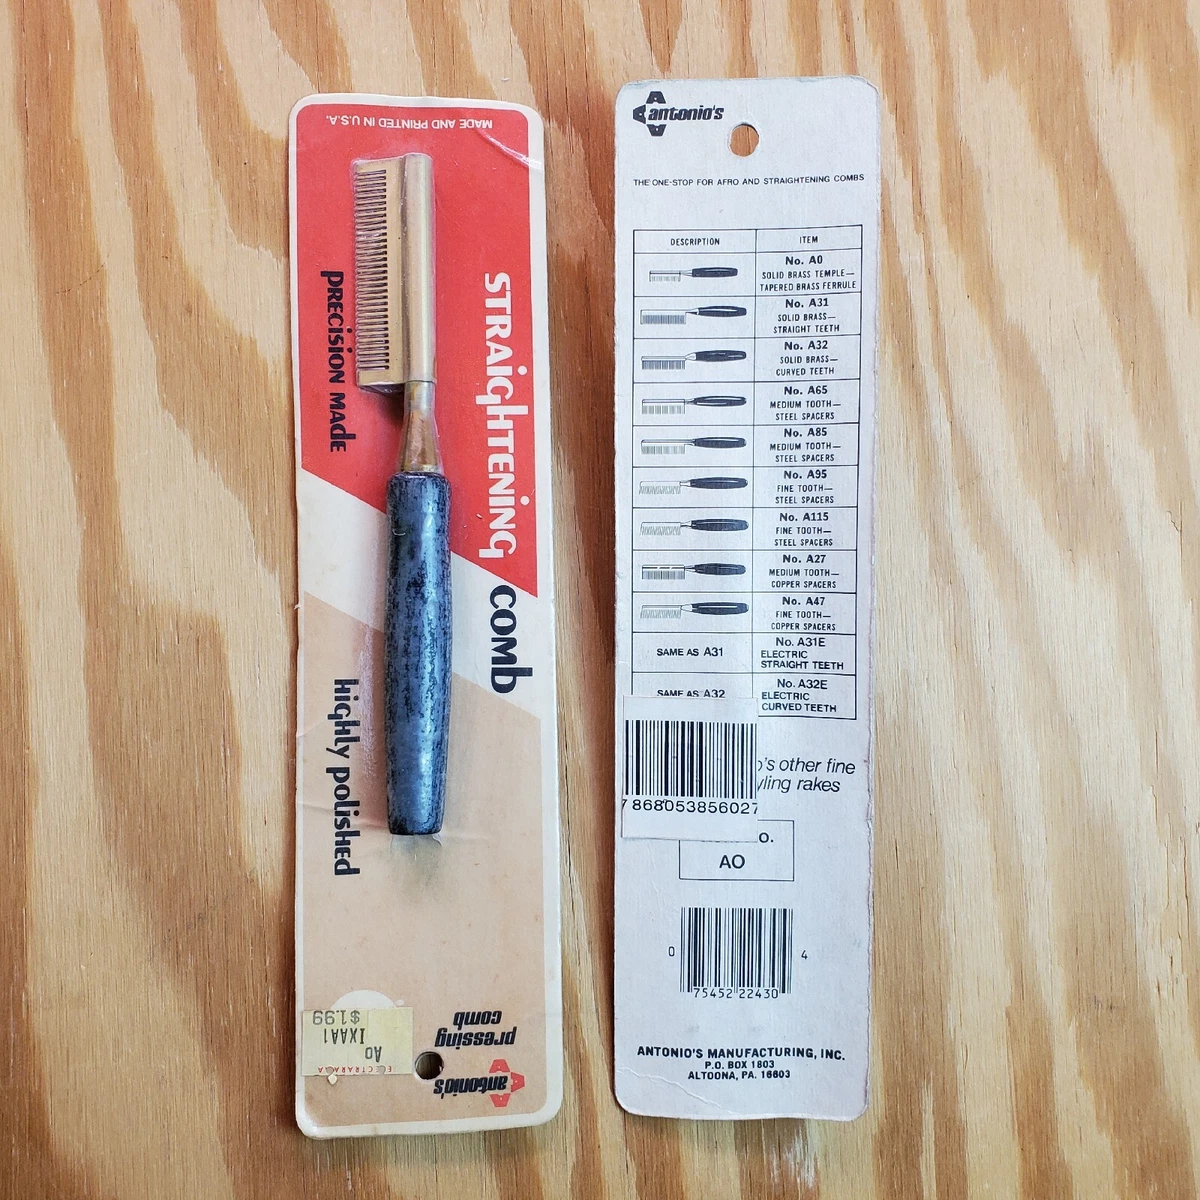 MADE AND PRINTED IN U.S.A.
STRAIGHTENING COMB
PRECISION MADE
highly polished
antonio's
pressing
comb
AO
IXAA1
$1.99
antonio's
THE ONE-STOP FOR AFRO AND STRAIGHTENING COMBS
DESCRIPTION ITEM
No. A0
SOLID BRASS TEMPLE—
TAPERED BRASS FERRULE
No. A31
SOLID BRASS—
STRAIGHT TEETH
No. A32
SOLID BRASS—
CURVED TEETH
No. A65
MEDIUM TOOTH—
STEEL SPACERS
No. A85
MEDIUM TOOTH—
STEEL SPACERS
No. A95
FINE TOOTH—
STEEL SPACERS
No. A115
FINE TOOTH—
STEEL SPACERS
No. A27
MEDIUM TOOTH—
COPPER SPACERS
No. A47
FINE TOOTH—
COPPER SPACERS
SAME AS A31
No. A31E
ELECTRIC
STRAIGHT TEETH
SAME AS A32
No. A32E
ELECTRIC
CURVED TEETH
o's other fine
yling rakes
7 868053856027
o.
AO
0 75452 22430 4
ANTONIO'S MANUFACTURING, INC.
P.O. BOX 1803
ALTOONA, PA. 16603